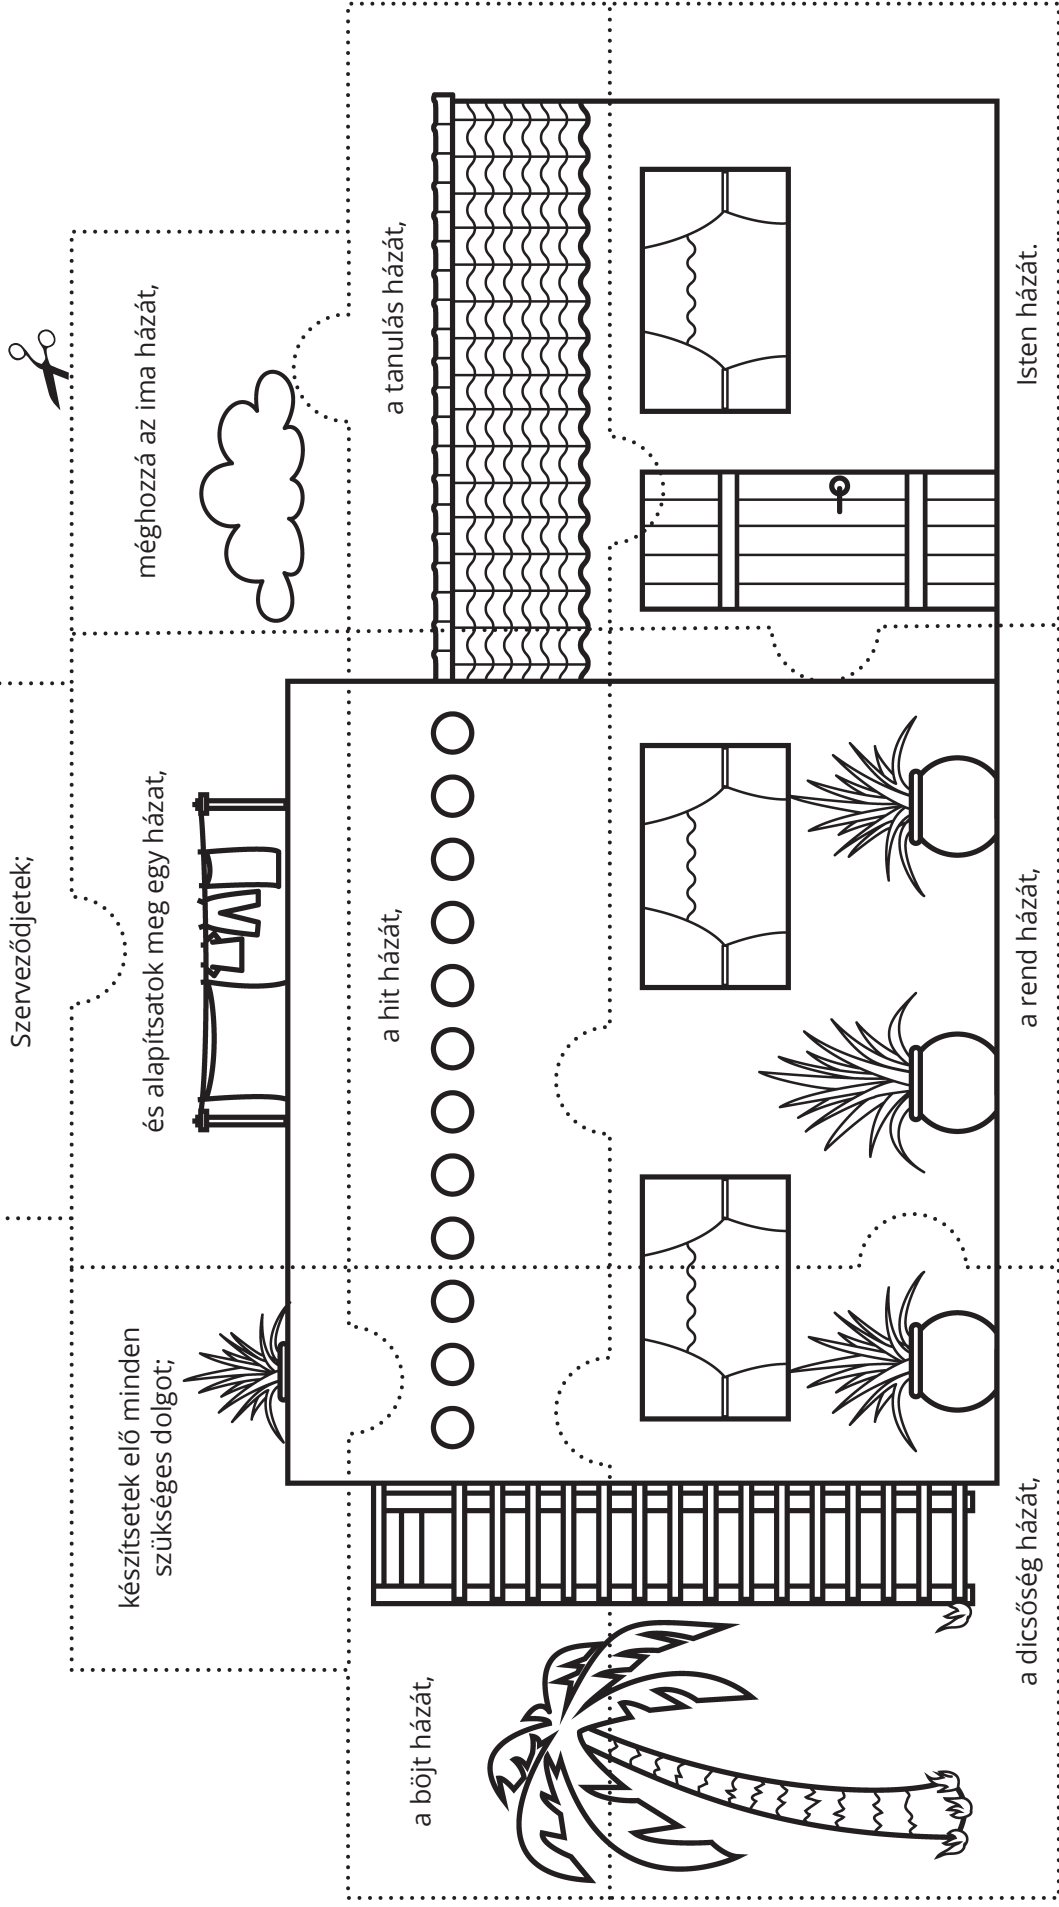 Szerveződjetek;
készítsetek elő minden
szükséges dolgot;
és alapítsatok meg egy házat,
méghozzá az ima házát,
a böjt házát,
a hit házát,
a tanulás házát,
a dicsőség házát,
a rend házát,
Isten házát.